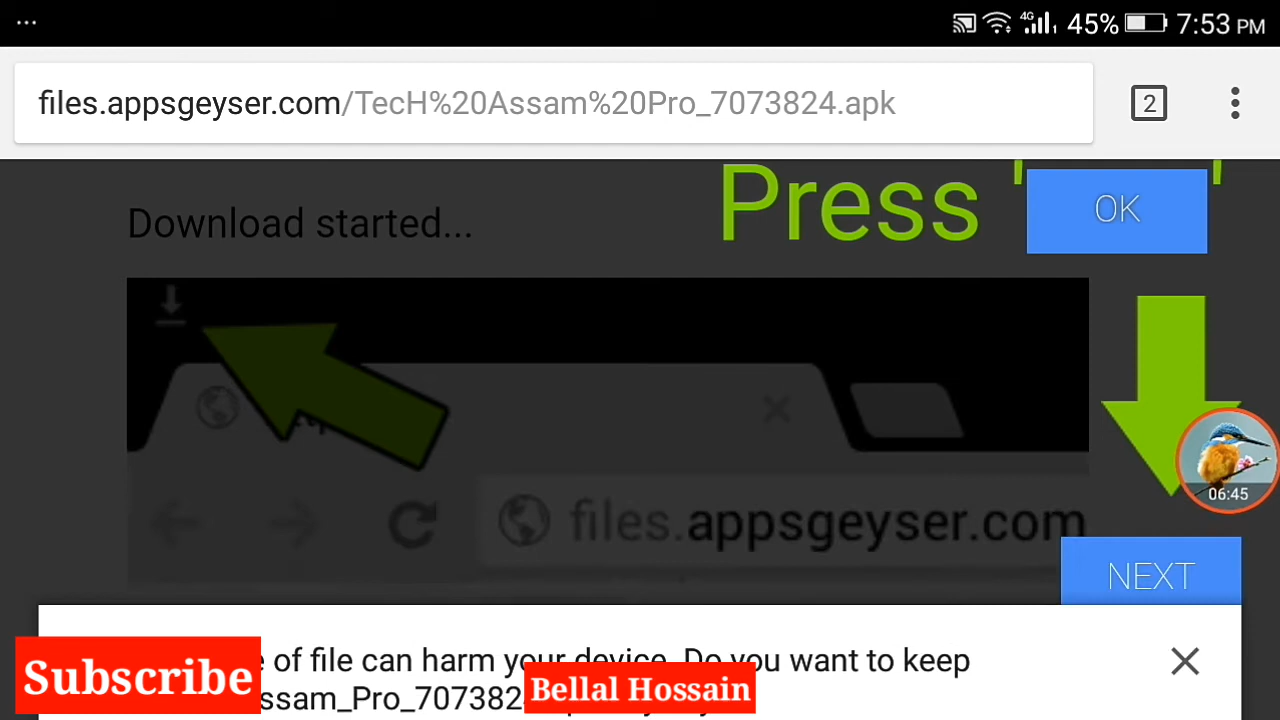 ... 4G 45% 7:53 PM
files.appsgeyser.com/TecH%20Assam%20Pro_7073824.apk 2
Press ' OK '
Download started...
files.appsgeyser.com
06:45
NEXT
of file can harm your device. Do you want to keep
ssam_Pro_707382
Subscribe
Bellal Hossain